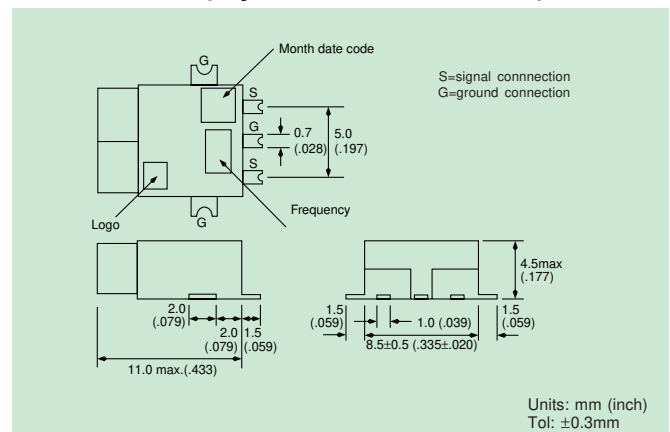 Month date code
G
S
S=signal connnection
G=ground connection
G
0.7
(.028)
5.0
(.197)
S
Logo
G
Frequency
4.5max
(.177)
2.0
(.079)
2.0
(.079)
1.5
(.059)
11.0 max.(.433)
1.5
(.059)
1.0 (.039)
1.5
(.059)
8.5±0.5 (.335±.020)
Units: mm (inch)
Tol: ±0.3mm